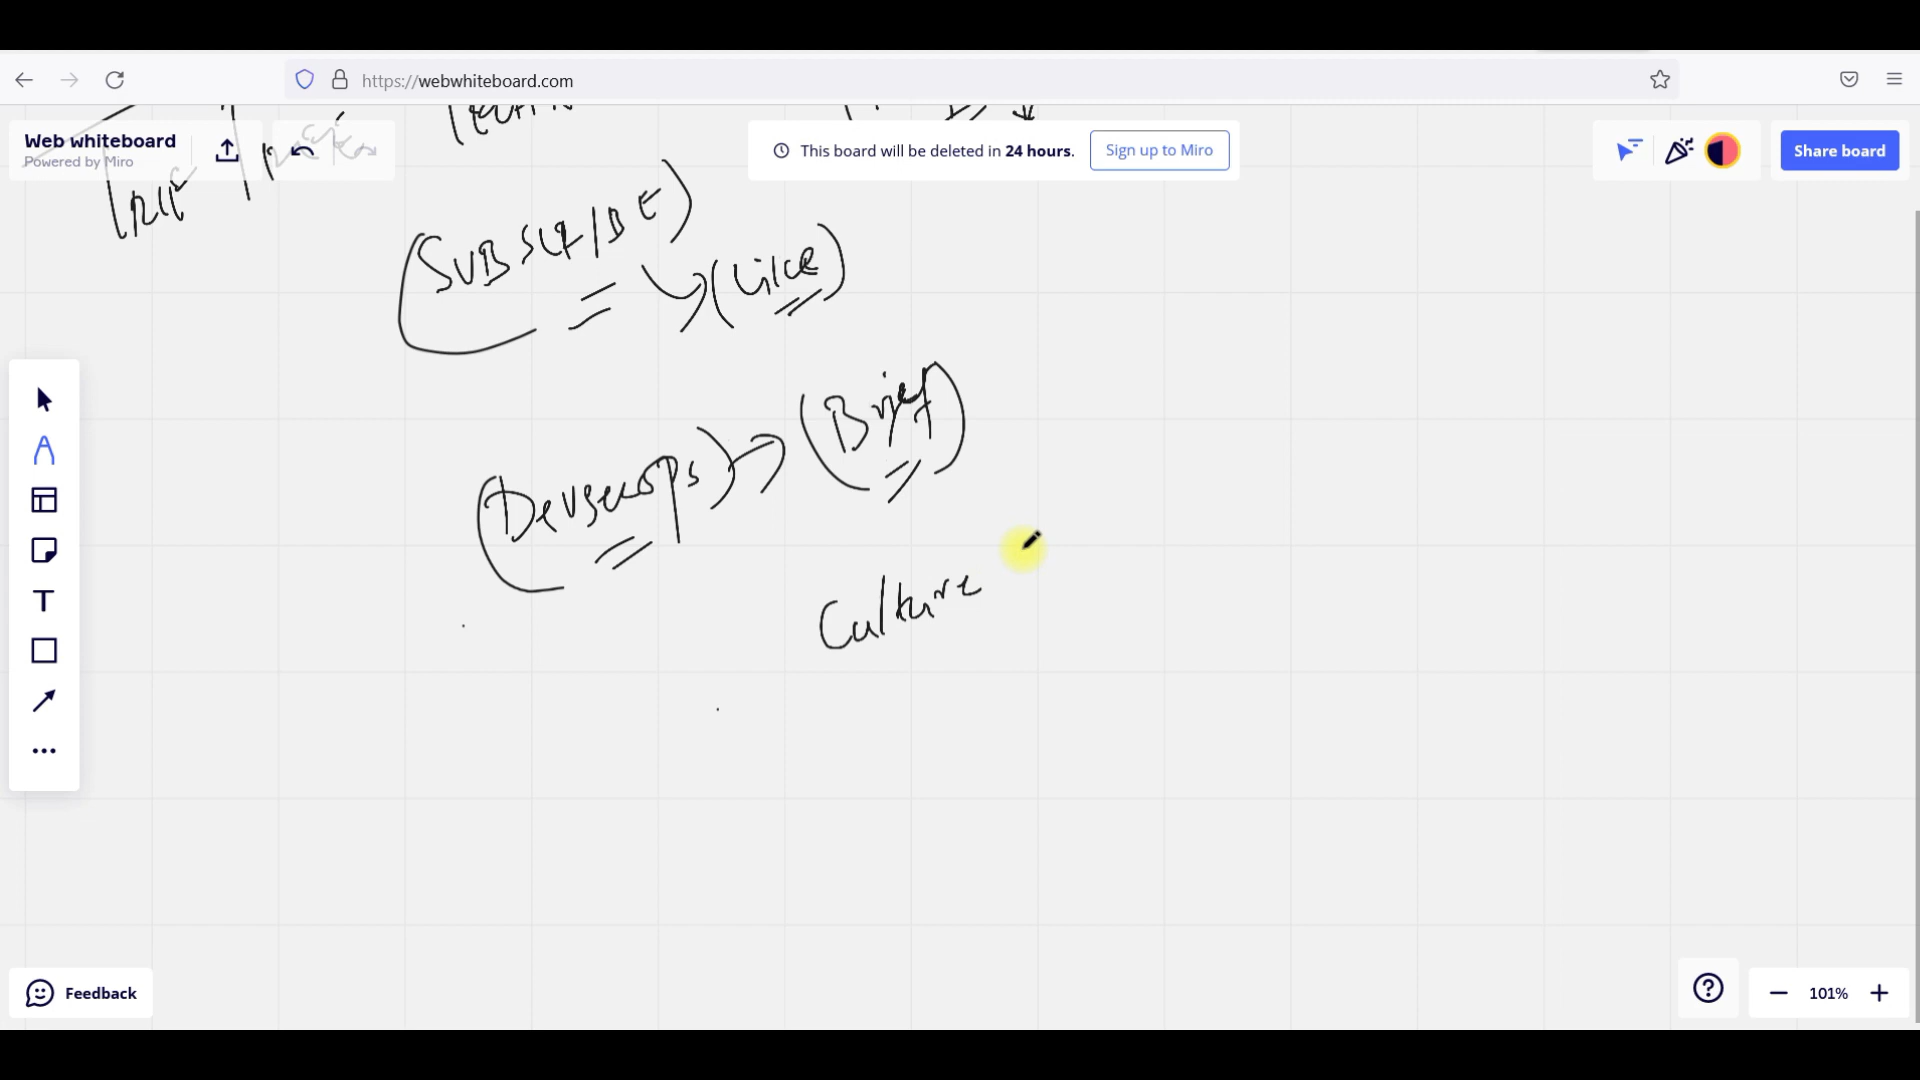 https://webwhiteboard.com
Web whiteboard
Powered by Miro
This board will be deleted in 24 hours.
Sign up to Miro
Share board
SUBSCRIBE
(Like)
(Devsecops)
(Brief)
Culture
T
Feedback
101%